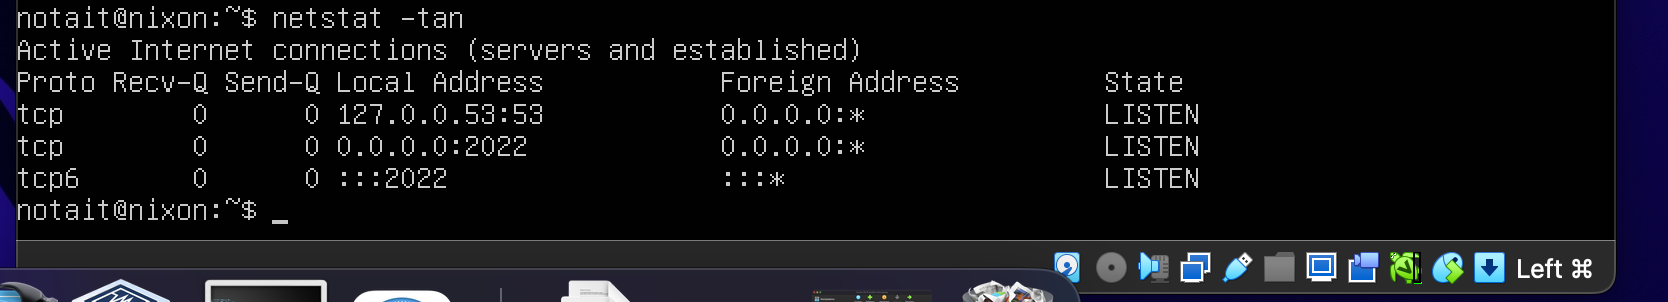 notait@nixon:~$ netstat -tan
Active Internet connections (servers and established)
Proto Recv-Q Send-Q Local Address           Foreign Address         State
tcp        0      0 127.0.0.53:53           0.0.0.0:*               LISTEN
tcp        0      0 0.0.0.0:2022            0.0.0.0:*               LISTEN
tcp6       0      0 :::2022                 :::*                    LISTEN
notait@nixon:~$ _
Left ⌘